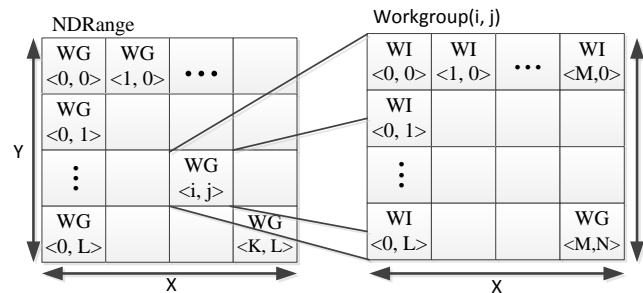 NDRange
Workgroup(i, j)
WG
<0, 0>
WG
<1, 0>
•••
WG
<0, 1>
WG
<i, j>
WG
<0, L>
WG
<K, L>
Y
X
WI
<0, 0>
WI
<1, 0>
•••
WI
<M,0>
WI
<0, 1>
WI
<0, L>
WG
<M,N>
X